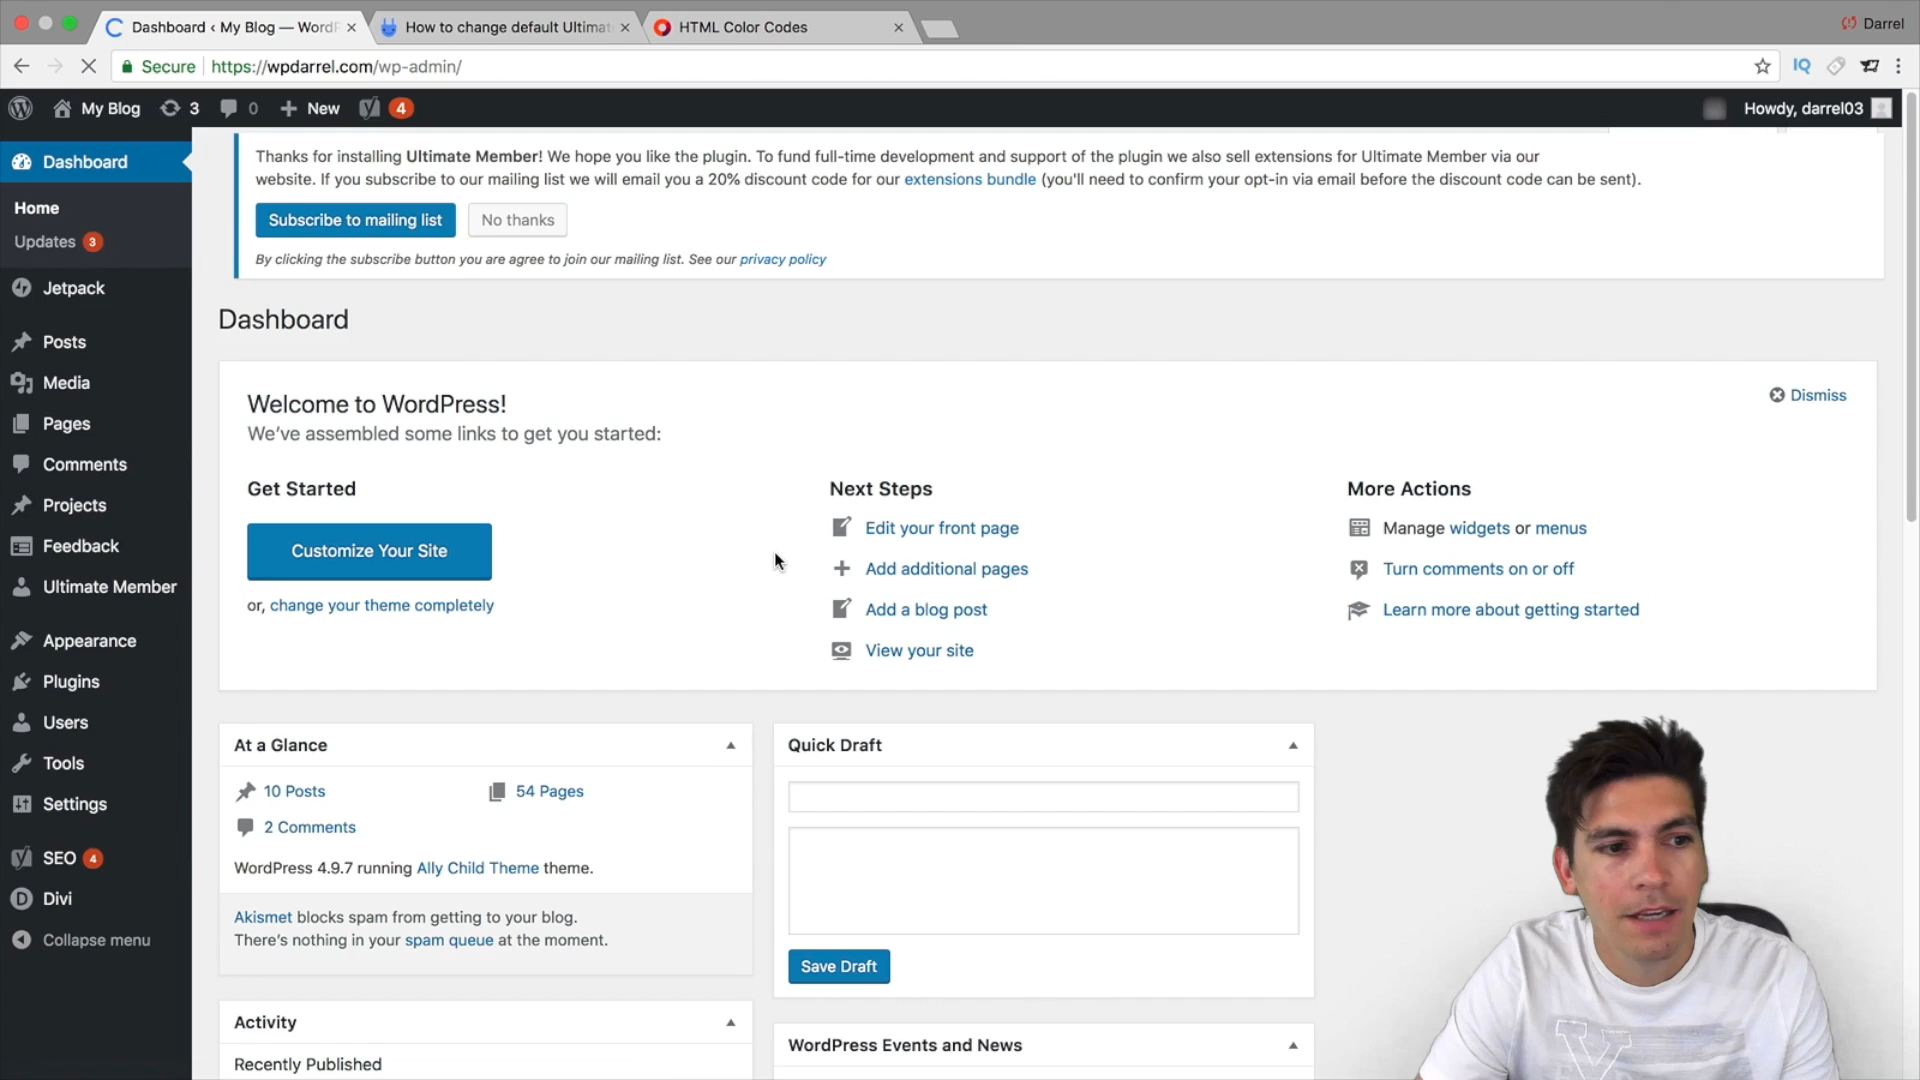 Dashboard ‹ My Blog — WordP
How to change default Ultimat
HTML Color Codes
Darrel
Secure
https://wpdarrel.com/wp-admin/
IQ
My Blog
3
0
New
4
Howdy, darrel03
Dashboard
Home
Updates 3
Jetpack
Posts
Media
Pages
Comments
Projects
Feedback
Ultimate Member
Appearance
Plugins
Users
Tools
Settings
SEO 4
Divi
Collapse menu
Thanks for installing Ultimate Member! We hope you like the plugin. To fund full-time development and support of the plugin we also sell extensions for Ultimate Member via our
website. If you subscribe to our mailing list we will email you a 20% discount code for our extensions bundle (you'll need to confirm your opt-in via email before the discount code can be sent).
Subscribe to mailing list
No thanks
By clicking the subscribe button you are agree to join our mailing list. See our privacy policy
Dashboard
Dismiss
Welcome to WordPress!
We've assembled some links to get you started:
Get Started
Customize Your Site
or, change your theme completely
Next Steps
Edit your front page
Add additional pages
Add a blog post
View your site
More Actions
Manage widgets or menus
Turn comments on or off
Learn more about getting started
At a Glance
10 Posts
54 Pages
2 Comments
WordPress 4.9.7 running Ally Child Theme theme.
Akismet blocks spam from getting to your blog.
There's nothing in your spam queue at the moment.
Activity
Recently Published
Quick Draft
Save Draft
WordPress Events and News